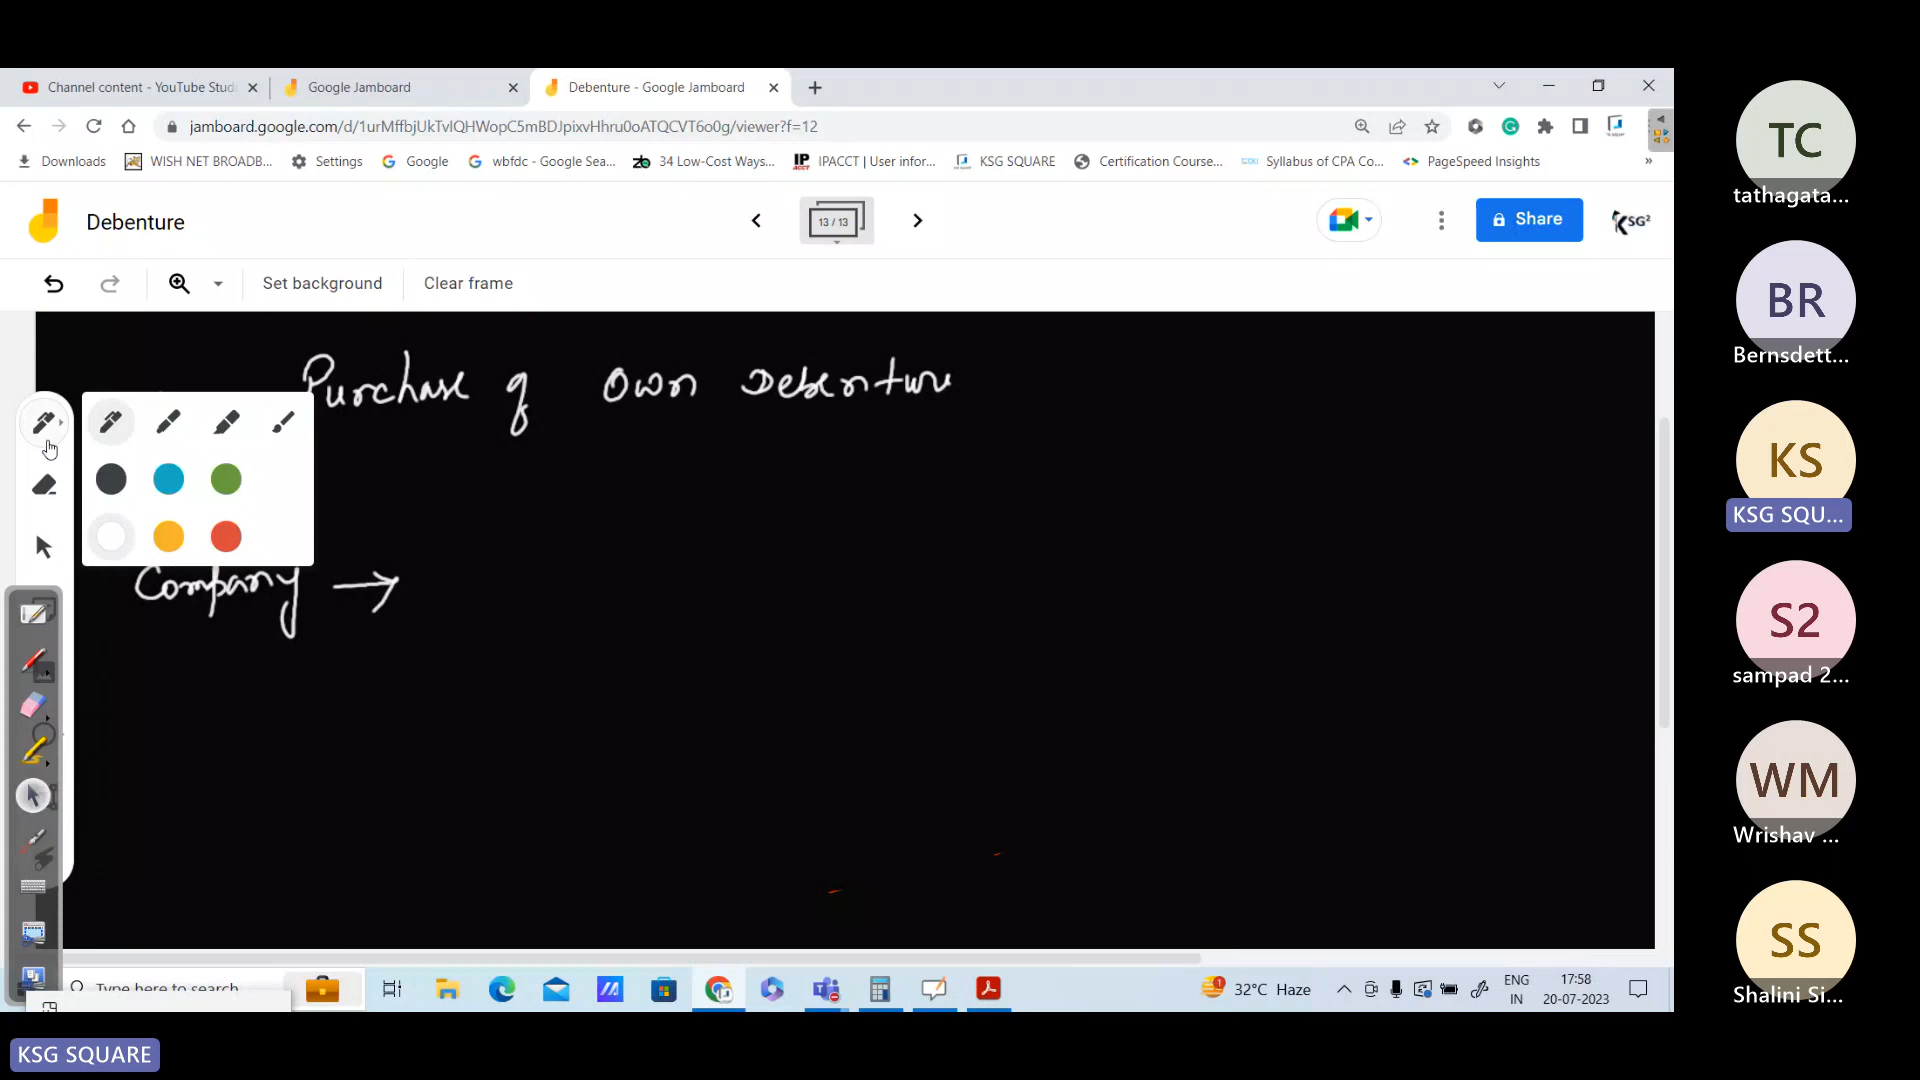 Channel content - YouTube Stud
Google Jamboard
Debenture - Google Jamboard
jamboard.google.com/d/1urMffbjUkTvIQHWopC5mBDJpixvHhru0oATQCVT6o0g/viewer?f=12
Downloads
WISH NET BROADB...
Settings
Google
wbfdc - Google Sea...
34 Low-Cost Ways...
IPACCT | User infor...
KSG SQUARE
Certification Course...
Syllabus of CPA Co...
PageSpeed Insights
»
Debenture
13 / 13
Share
KSG²
Set background
Clear frame
Purchase of Own Debenture
Company →
Type here to search
1
32°C Haze
ENG
IN
17:58
20-07-2023
TC
tathagata...
BR
Bernsdett...
KS
KSG SQU...
S2
sampad 2...
WM
Wrishav ...
SS
Shalini Si...
KSG SQUARE